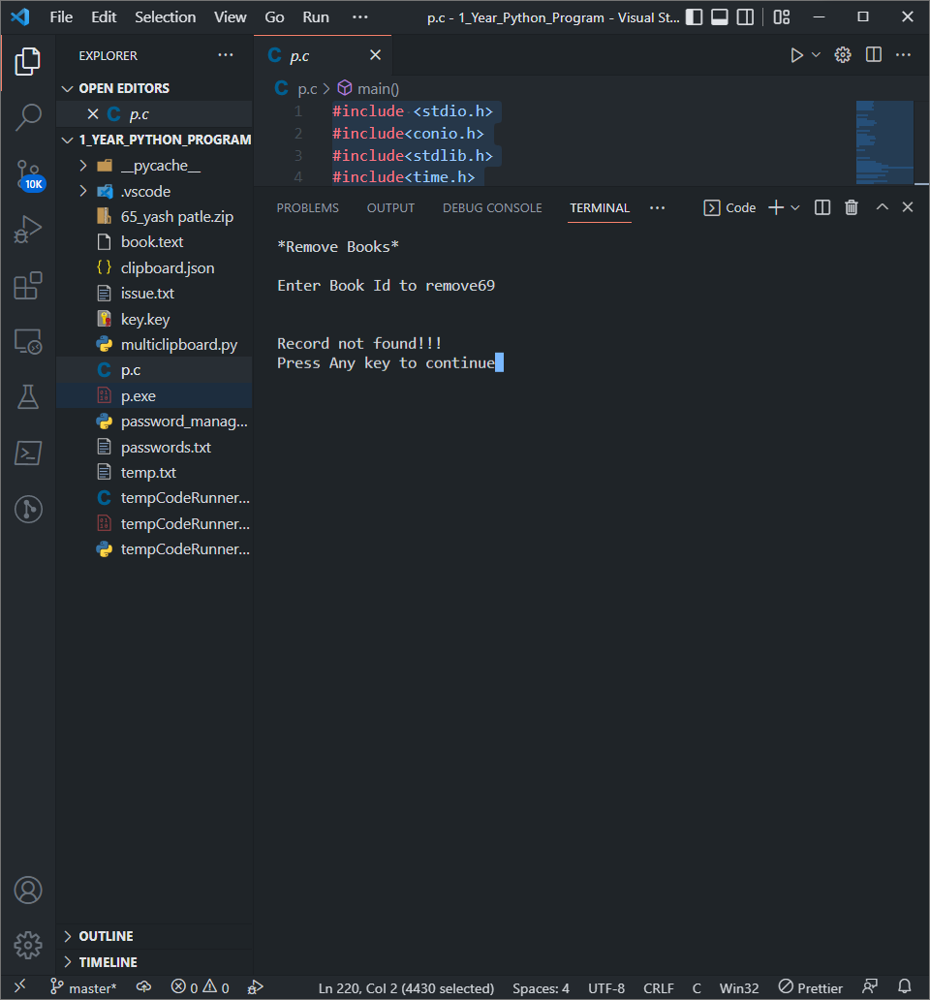 File Edit Selection View Go Run ··· p.c - 1_Year_Python_Program - Visual St...
EXPLORER ···
OPEN EDITORS
p.c
1_YEAR_PYTHON_PROGRAM
__pycache__
.vscode
65_yash patle.zip
book.text
clipboard.json
issue.txt
key.key
multiclipboard.py
p.c
p.exe
password_manag...
passwords.txt
temp.txt
tempCodeRunner...
tempCodeRunner...
tempCodeRunner...
OUTLINE
TIMELINE
10K
p.c
p.c > main()
1 #include <stdio.h>
2 #include<conio.h>
3 #include<stdlib.h>
4 #include<time.h>
PROBLEMS OUTPUT DEBUG CONSOLE TERMINAL ··· Code
*Remove Books*
Enter Book Id to remove69
Record not found!!!
Press Any key to continue
master* 0 0 Ln 220, Col 2 (4430 selected) Spaces: 4 UTF-8 CRLF C Win32 Prettier